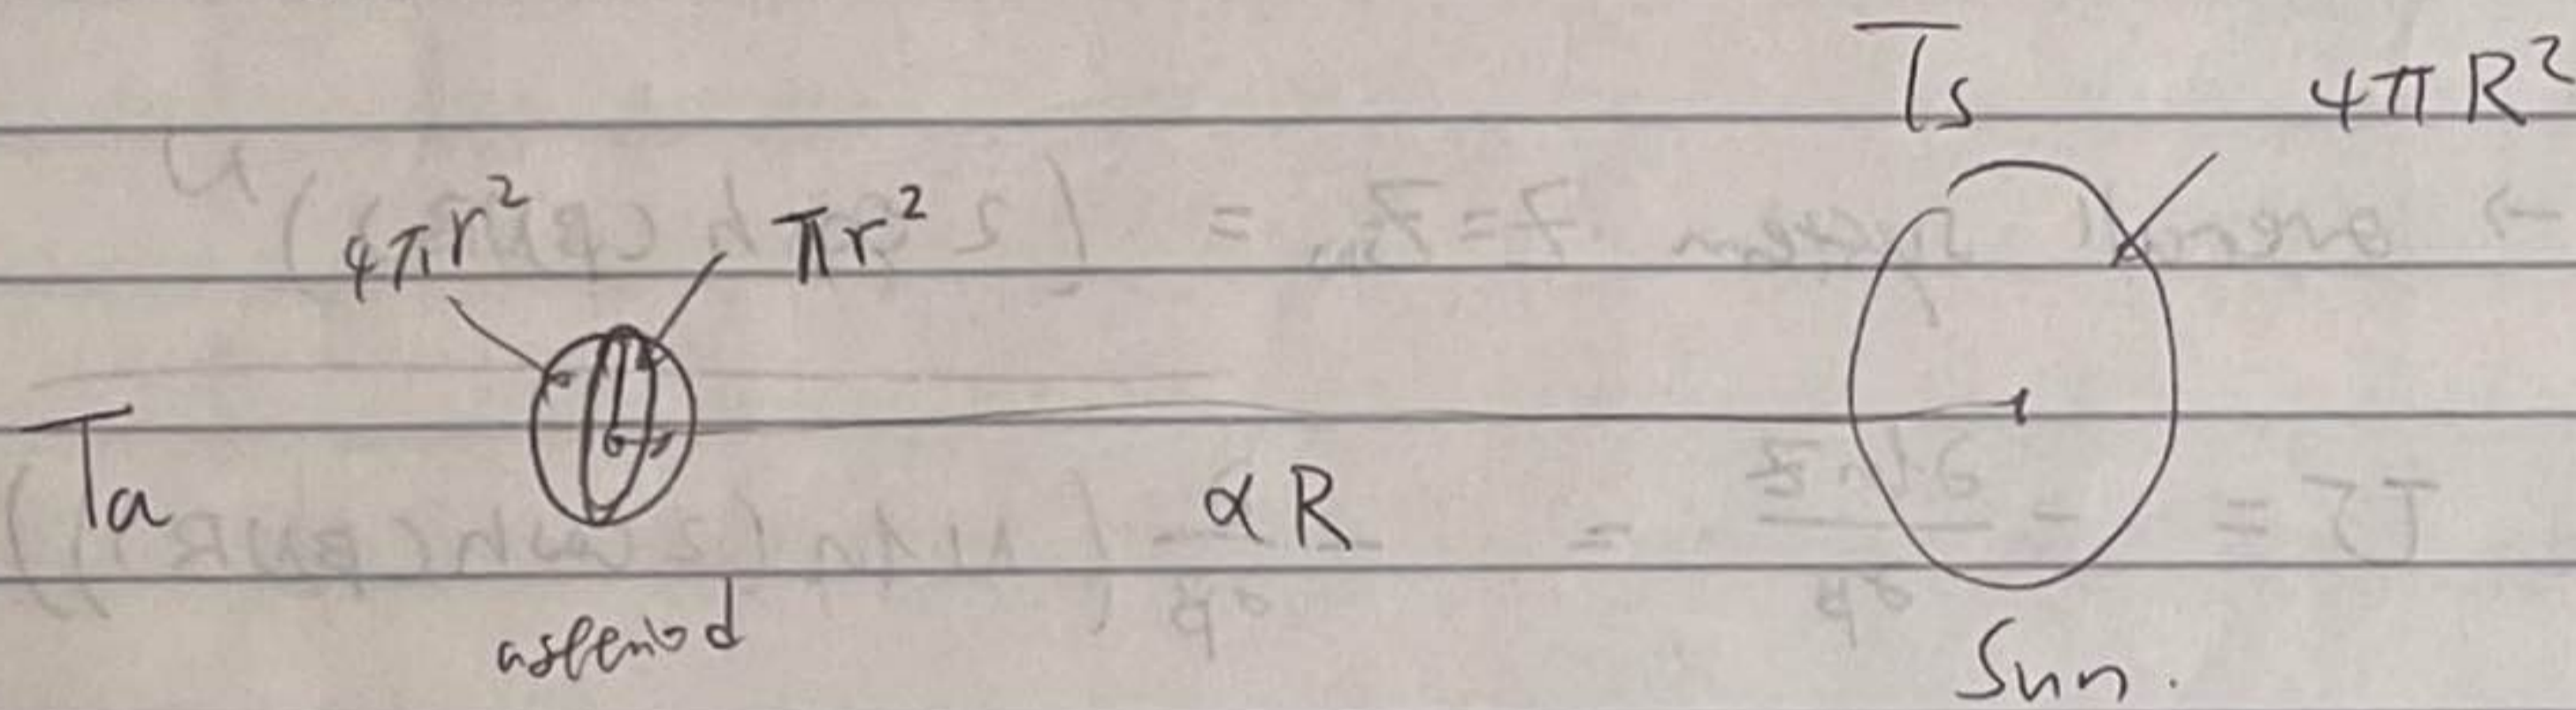 Ts 4πR²
4πr² πr²
Ta αR
asteroid
Sun.